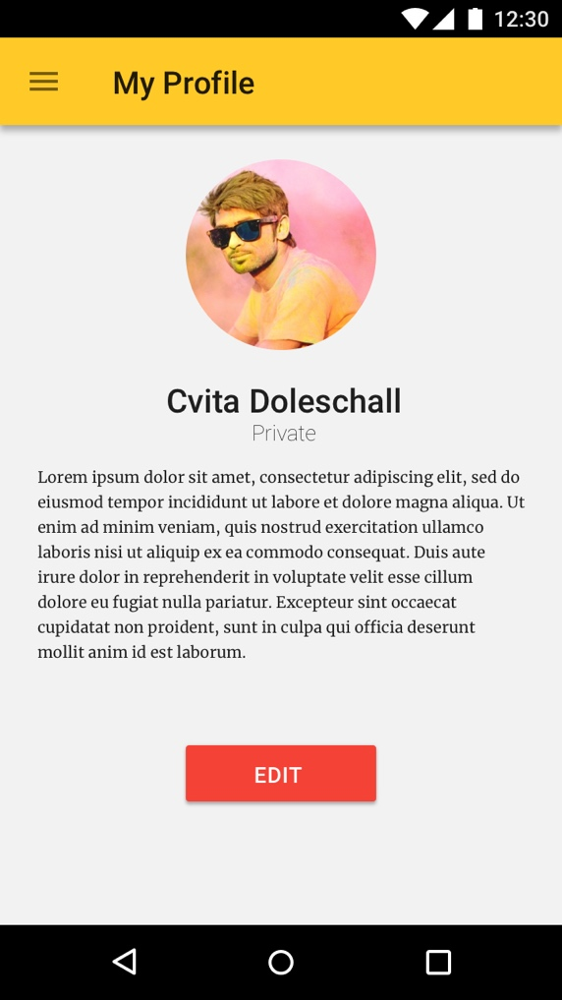 12:30
My Profile
Cvita Doleschall
Private
Lorem ipsum dolor sit amet, consectetur adipiscing elit, sed do
eiusmod tempor incididunt ut labore et dolore magna aliqua. Ut
enim ad minim veniam, quis nostrud exercitation ullamco
laboris nisi ut aliquip ex ea commodo consequat. Duis aute
irure dolor in reprehenderit in voluptate velit esse cillum
dolore eu fugiat nulla pariatur. Excepteur sint occaecat
cupidatat non proident, sunt in culpa qui officia deserunt
mollit anim id est laborum.
EDIT